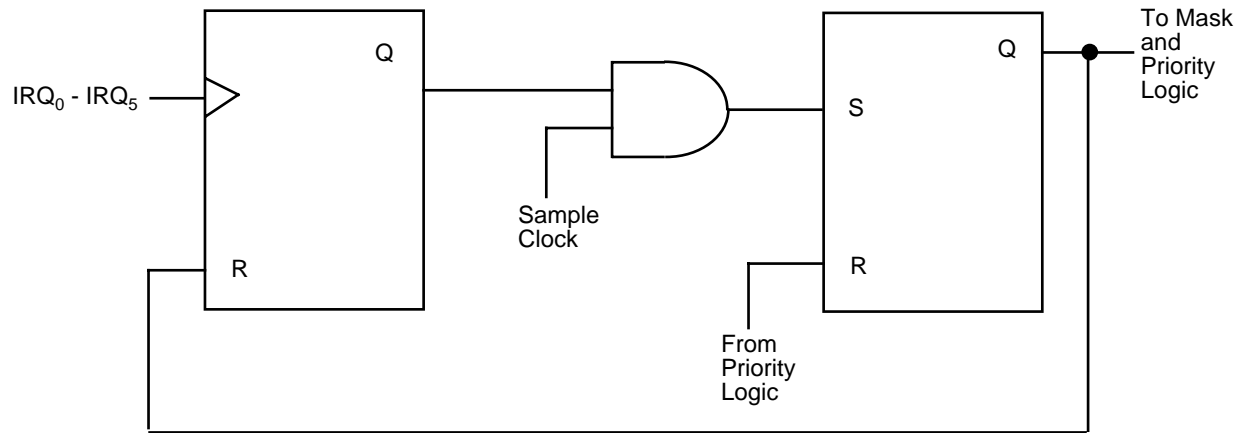 Q
IRQ₀ - IRQ₅
R
Sample
Clock
Q
S
R
From
Priority
Logic
To Mask
and
Priority
Logic